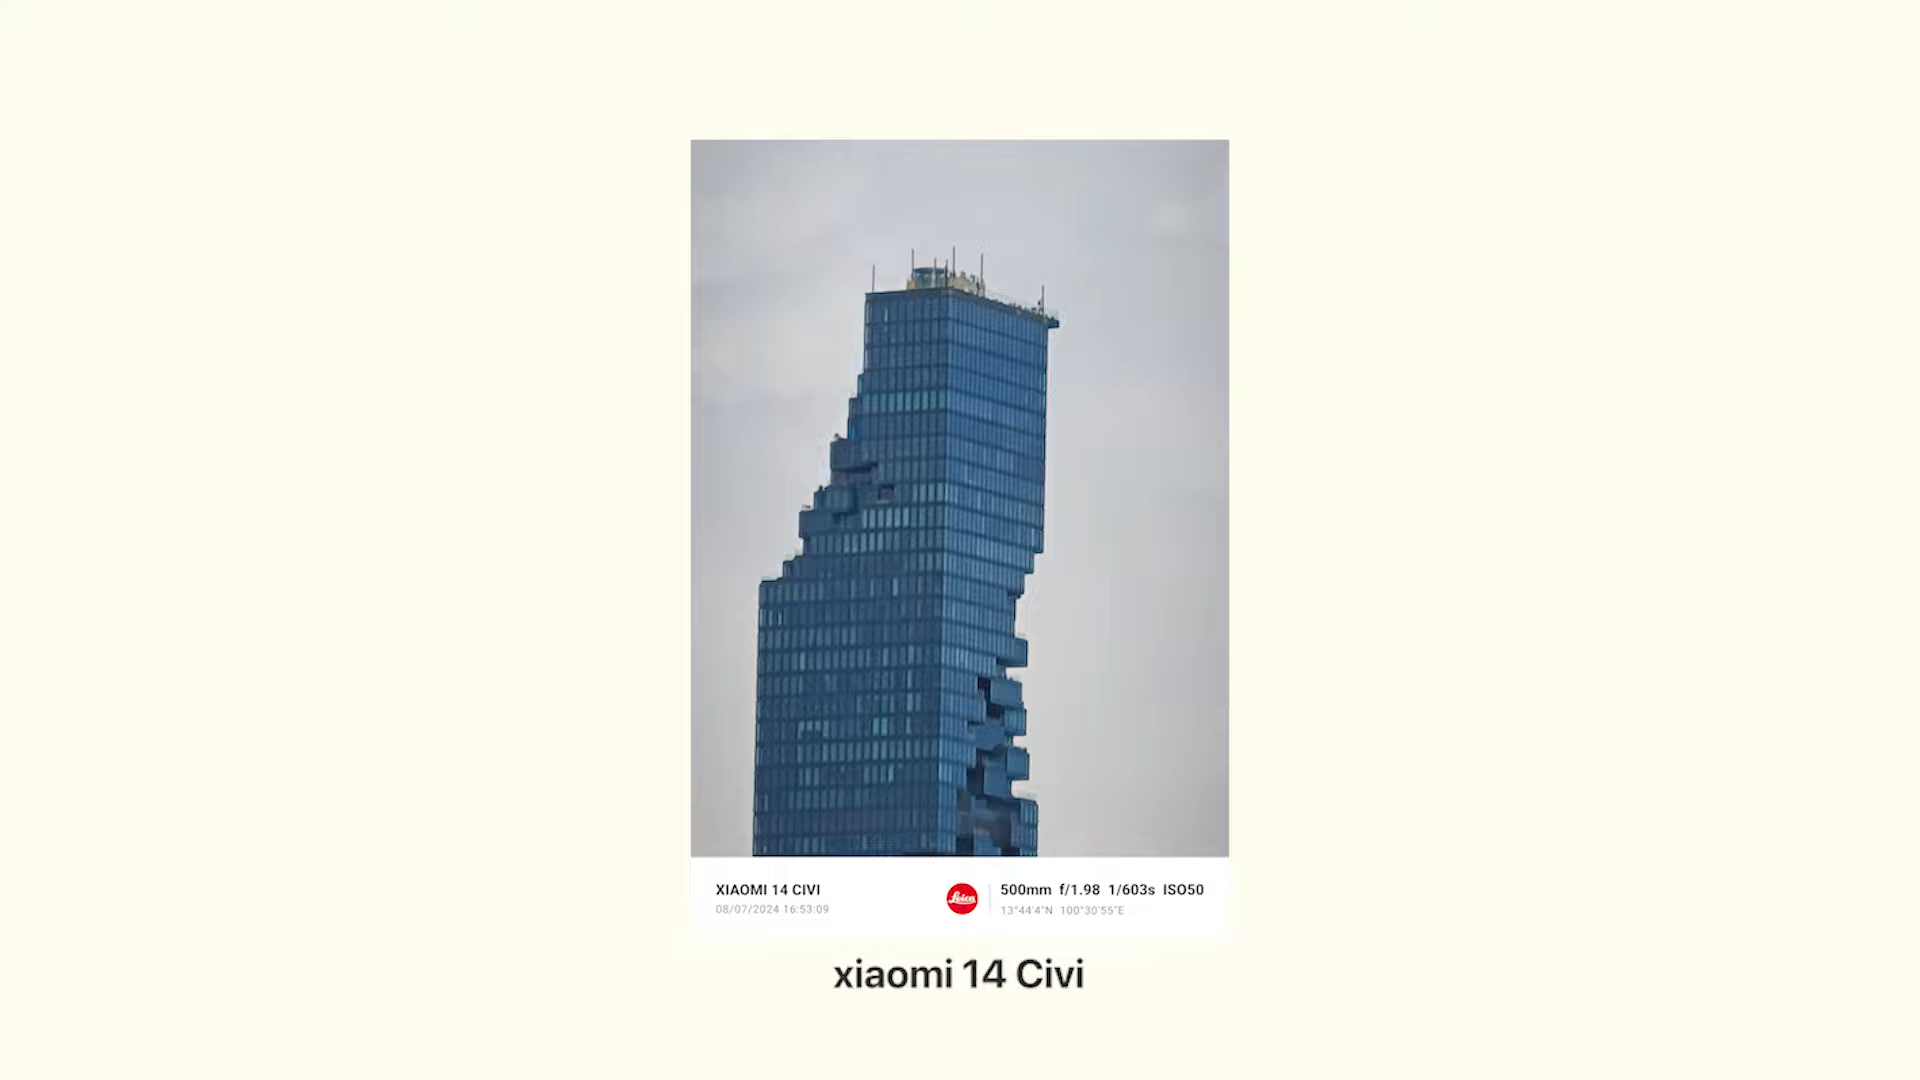 XIAOMI 14 CIVI
08/07/2024 16:53:09
Leica
500mm f/1.98 1/603s ISO50
13°44'4"N 100°30'55"E
xiaomi 14 Civi